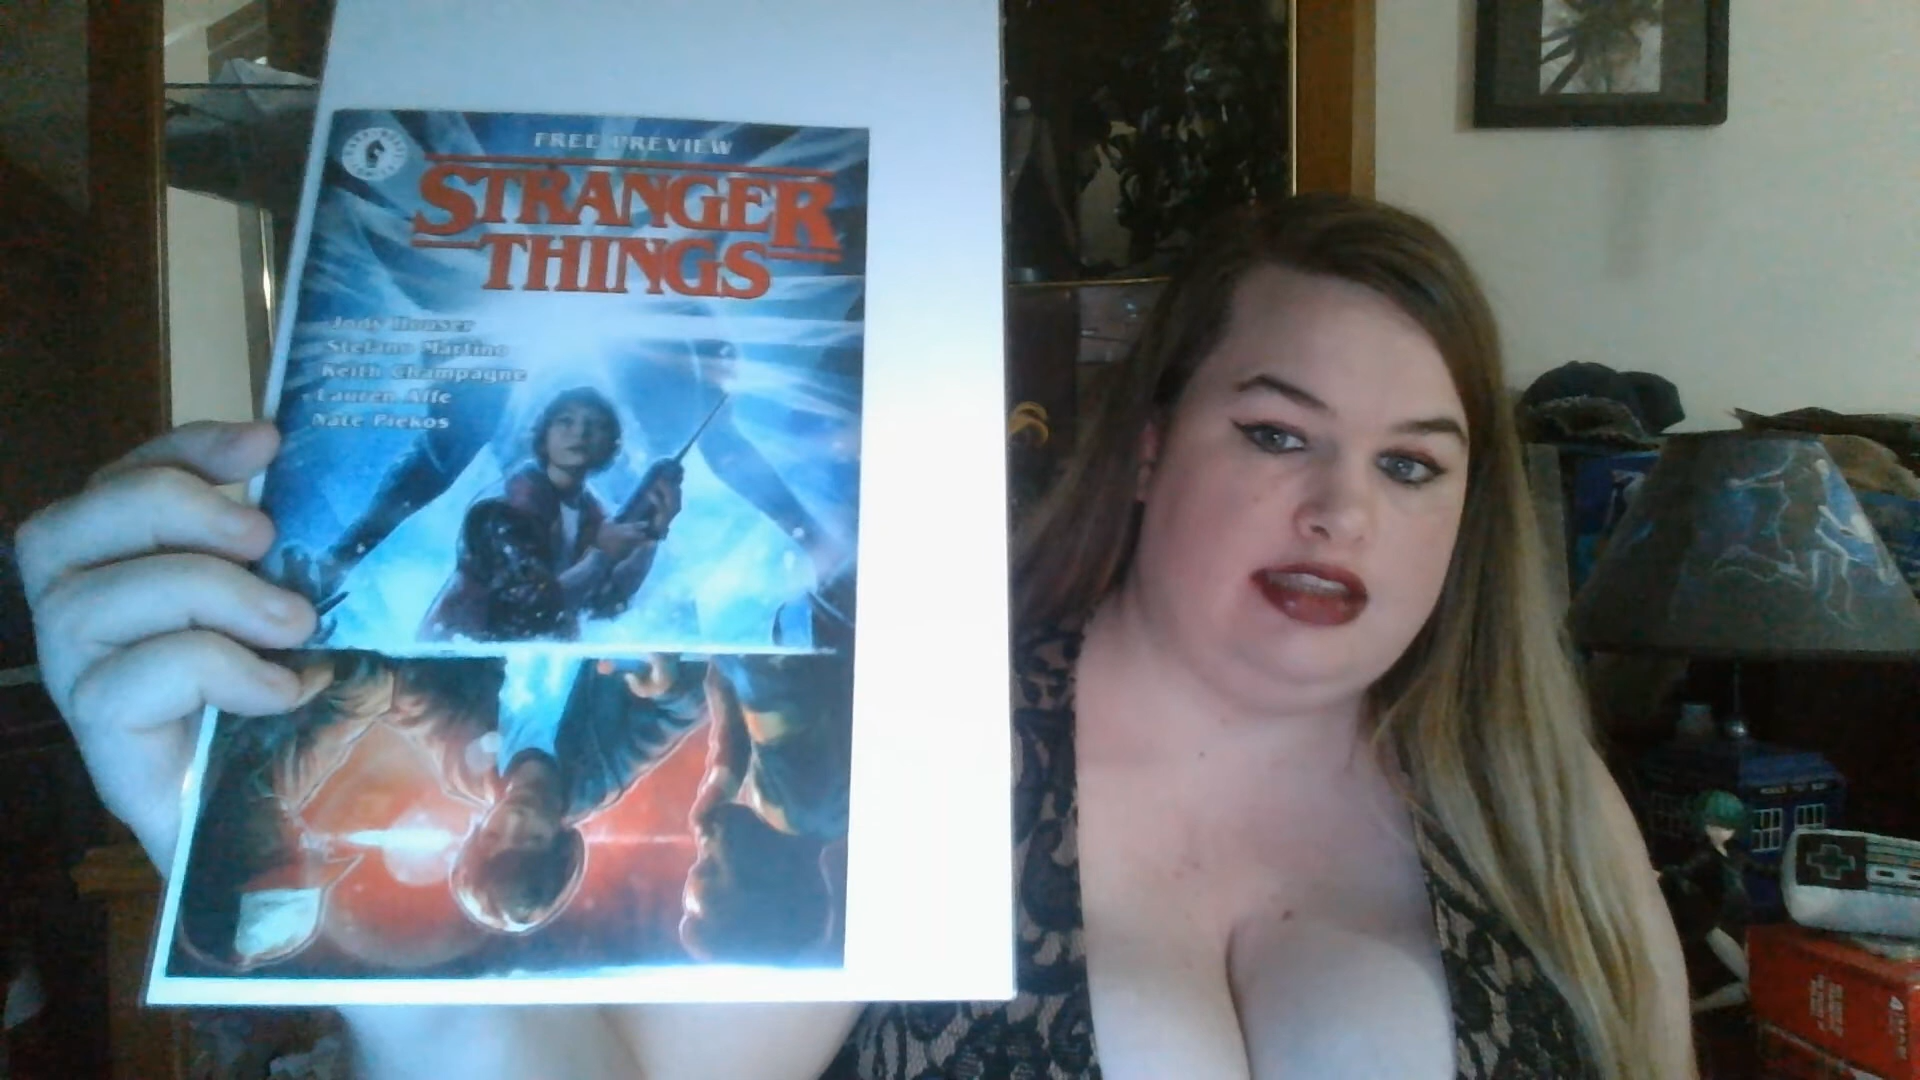 FREE PREVIEW
STRANGER
THINGS
Jody Houser
Stefano Martino
Keith Champagne
Lauren Affe
Nate Piekos